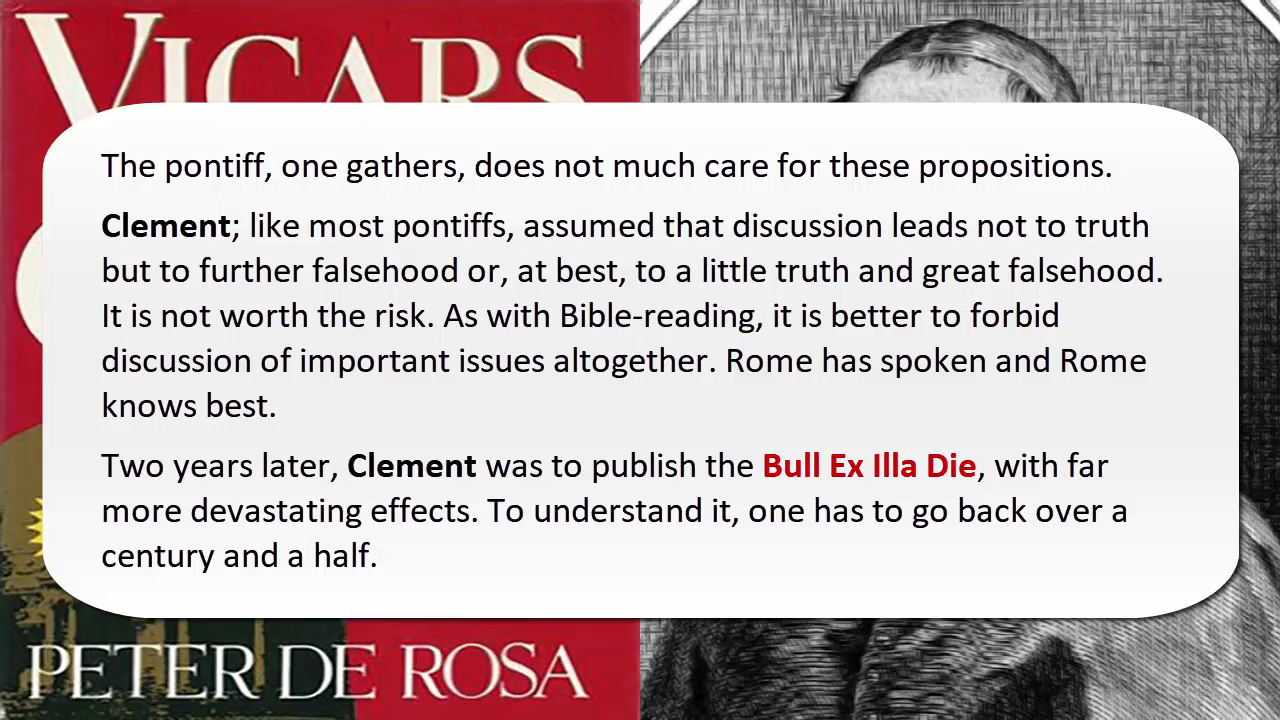 VICARS
The pontiff, one gathers, does not much care for these propositions.
Clement; like most pontiffs, assumed that discussion leads not to truth
but to further falsehood or, at best, to a little truth and great falsehood.
It is not worth the risk. As with Bible-reading, it is better to forbid
discussion of important issues altogether. Rome has spoken and Rome
knows best.
Two years later, Clement was to publish the Bull Ex Illa Die, with far
more devastating effects. To understand it, one has to go back over a
century and a half.
PETER DE ROSA